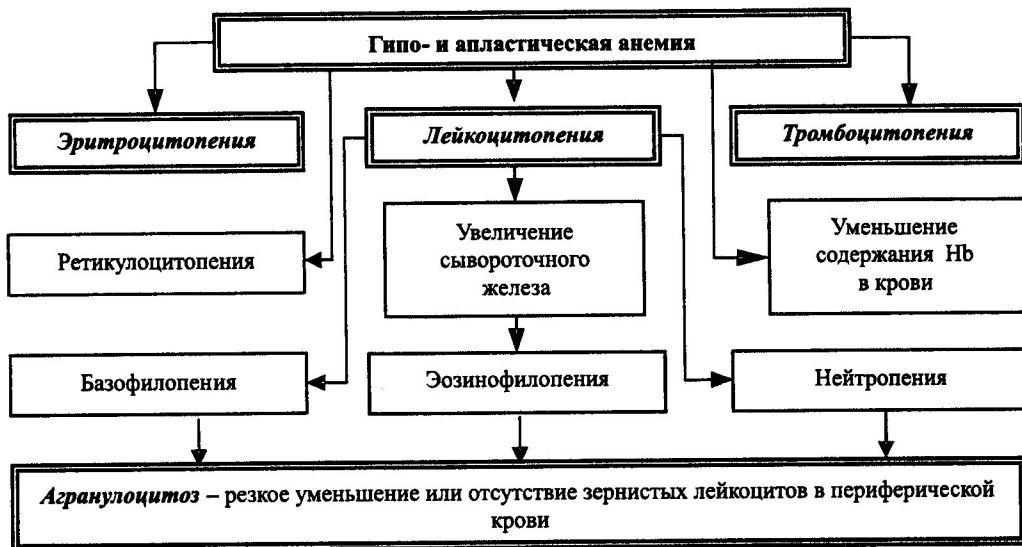 Гипо- и апластическая анемия
Эритроцитопения
Лейкоцитопения
Тромбоцитопения
Ретикулоцитопения
Увеличение
сывороточного
железа
Уменьшение
содержания Hb
в крови
Базофилопения
Эозинофилопения
Нейтропения
Агранулоцитоз – резкое уменьшение или отсутствие зернистых лейкоцитов в периферической
крови